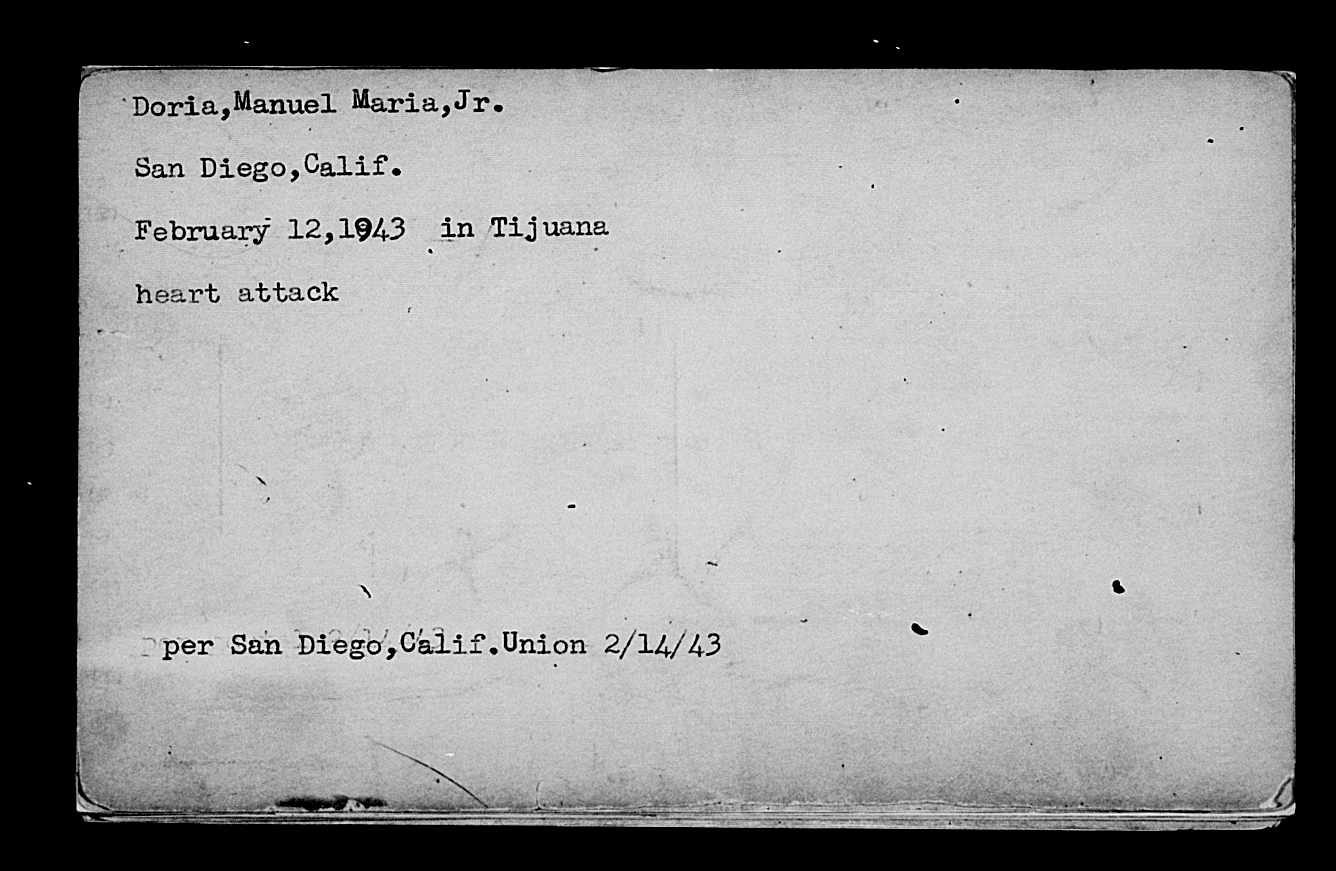 Doria,Manuel Maria,Jr.
San Diego,Calif.
February 12,1943 in Tijuana
heart attack
per San Diego,Calif.Union 2/14/43